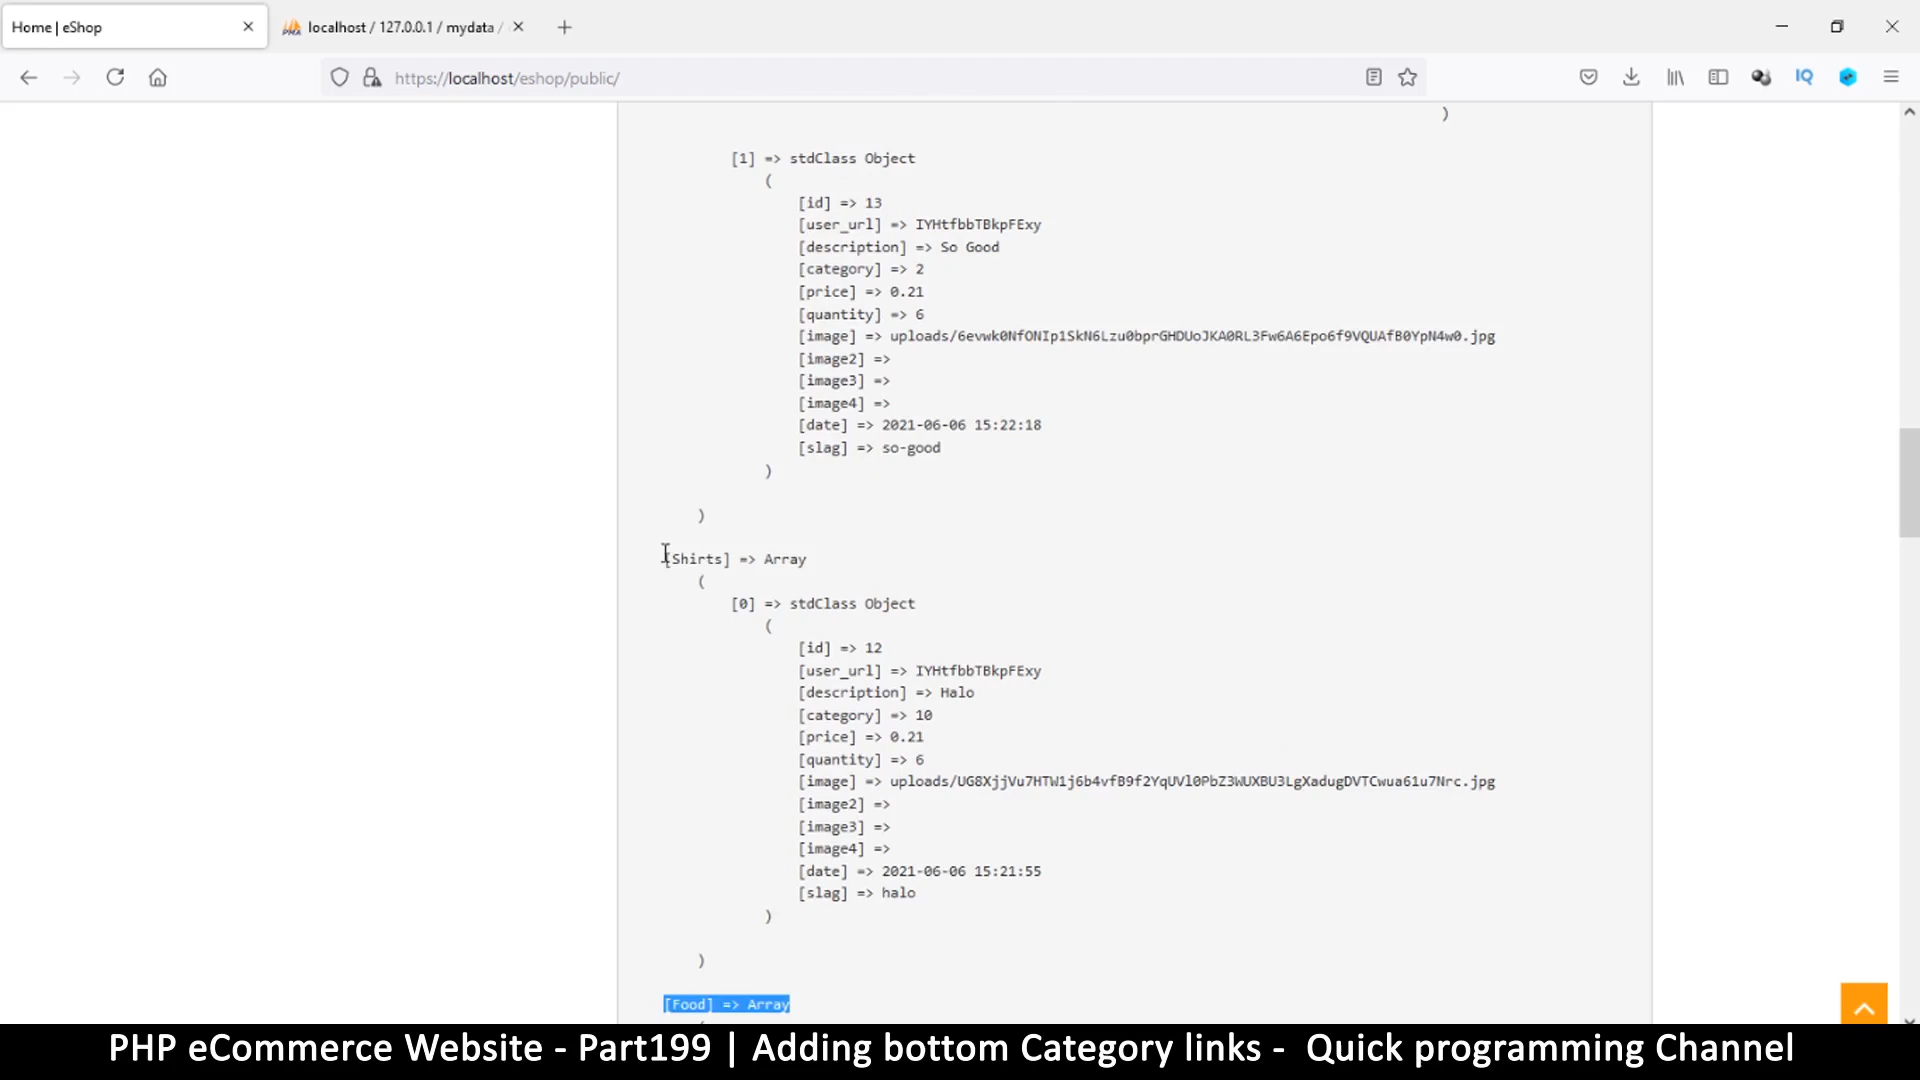 Home | eShop
localhost / 127.0.0.1 / mydata /
https://localhost/eshop/public/
IQ
)
[1] => stdClass Object
(
[id] => 13
[user_url] => IYHtfbbTBkpFExy
[description] => So Good
[category] => 2
[price] => 0.21
[quantity] => 6
[image] => uploads/6evwk0NfONIp1SkN6Lzu0bprGHDUoJKA0RL3Fw6A6Epo6f9VQUAfB0YpN4w0.jpg
[image2] =>
[image3] =>
[image4] =>
[date] => 2021-06-06 15:22:18
[slag] => so-good
)
)
[Shirts] => Array
(
[0] => stdClass Object
(
[id] => 12
[user_url] => IYHtfbbTBkpFExy
[description] => Halo
[category] => 10
[price] => 0.21
[quantity] => 6
[image] => uploads/UG8XjjVu7HTW1j6b4vfB9f2YqUVl0PbZ3WUXBU3LgXadugDVTCwua61u7Nrc.jpg
[image2] =>
[image3] =>
[image4] =>
[date] => 2021-06-06 15:21:55
[slag] => halo
)
)
[Food] => Array
PHP eCommerce Website - Part199 | Adding bottom Category links - Quick programming Channel